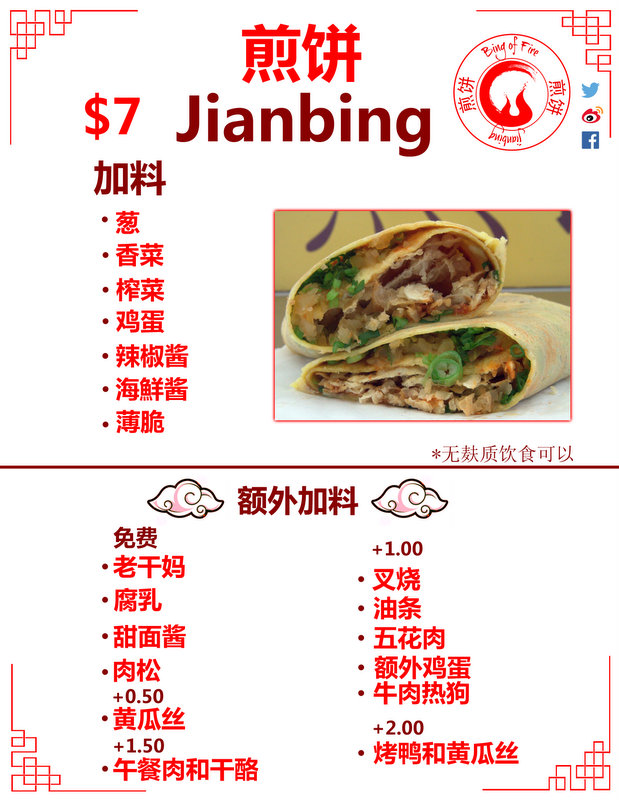 煎饼
$7 Jianbing
Bing of Fire
煎饼
煎饼
jianbing
加料
• 葱
• 香菜
• 榨菜
• 鸡蛋
• 辣椒酱
• 海鲜酱
• 薄脆
*无麸质饮食可以
额外加料
免费
• 老干妈
• 腐乳
• 甜面酱
• 肉松
+0.50
• 黄瓜丝
+1.50
• 午餐肉和干酪
+1.00
• 叉烧
• 油条
• 五花肉
• 额外鸡蛋
• 牛肉热狗
+2.00
• 烤鸭和黄瓜丝